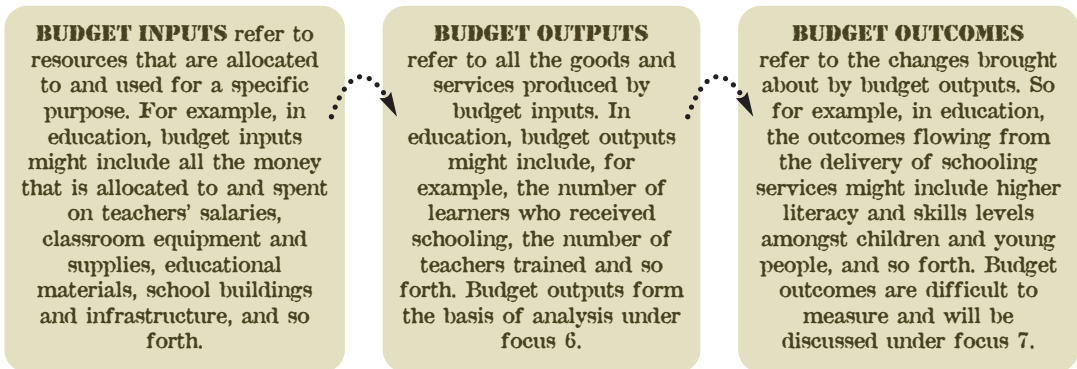 BUDGET INPUTS refer to
resources that are allocated
to and used for a specific
purpose. For example, in
education, budget inputs
might include all the money
that is allocated to and spent
on teachers' salaries,
classroom equipment and
supplies, educational
materials, school buildings
and infrastructure, and so
forth.
BUDGET OUTPUTS
refer to all the goods and
services produced by
budget inputs. In
education, budget outputs
might include, for
example, the number of
learners who received
schooling, the number of
teachers trained and so
forth. Budget outputs form
the basis of analysis under
focus 6.
BUDGET OUTCOMES
refer to the changes brought
about by budget outputs. So
for example, in education,
the outcomes flowing from
the delivery of schooling
services might include higher
literacy and skills levels
amongst children and young
people, and so forth. Budget
outcomes are difficult to
measure and will be
discussed under focus 7.